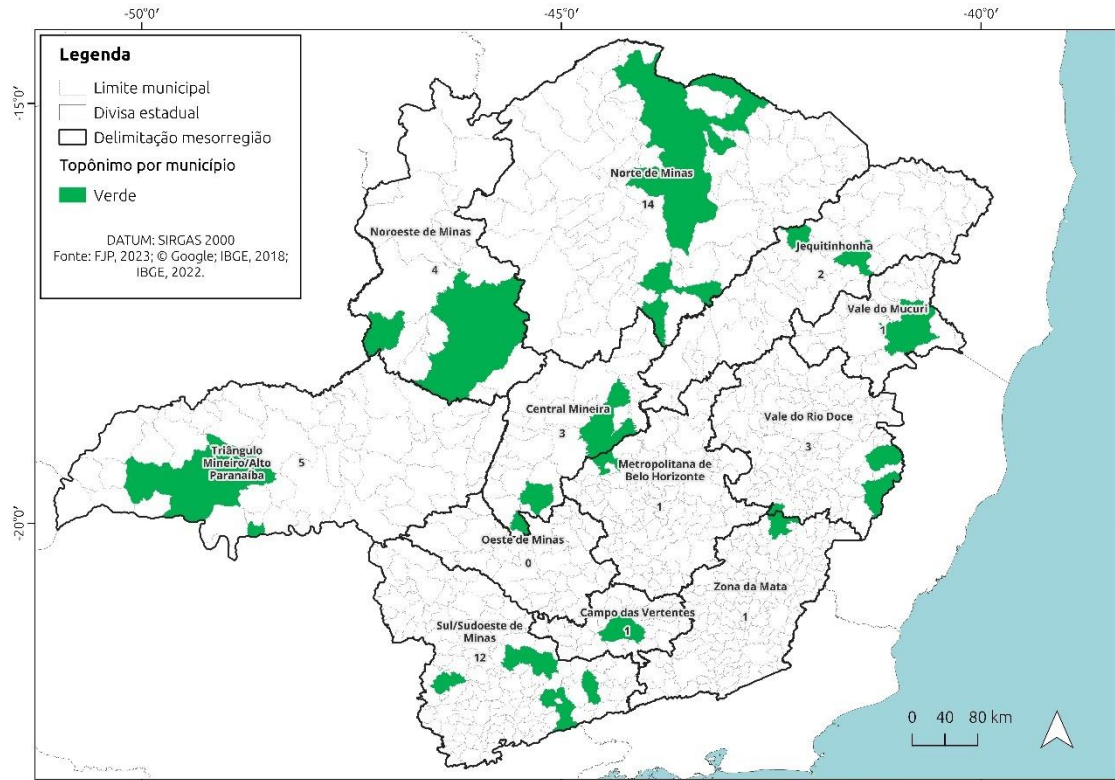 -50°0'
-45°0'
-40°0'
-15°0'
-20°0'
Legenda
Limite municipal
Divisa estadual
Delimitação mesorregião
Topônimo por município
Verde
DATUM: SIRGAS 2000
Fonte: FJP, 2023; © Google; IBGE, 2018;
IBGE, 2022.
Norte de Minas
14
Noroeste de Minas
4
Jequitinhonha
2
Vale do Mucuri
1
Central Mineira
3
Vale do Rio Doce
3
Triângulo
Mineiro/Alto
Paranaíba
5
Metropolitana de
Belo Horizonte
1
Oeste de Minas
0
Zona da Mata
1
Campo das Vertentes
1
Sul/Sudoeste de
Minas
12
0 40 80 km